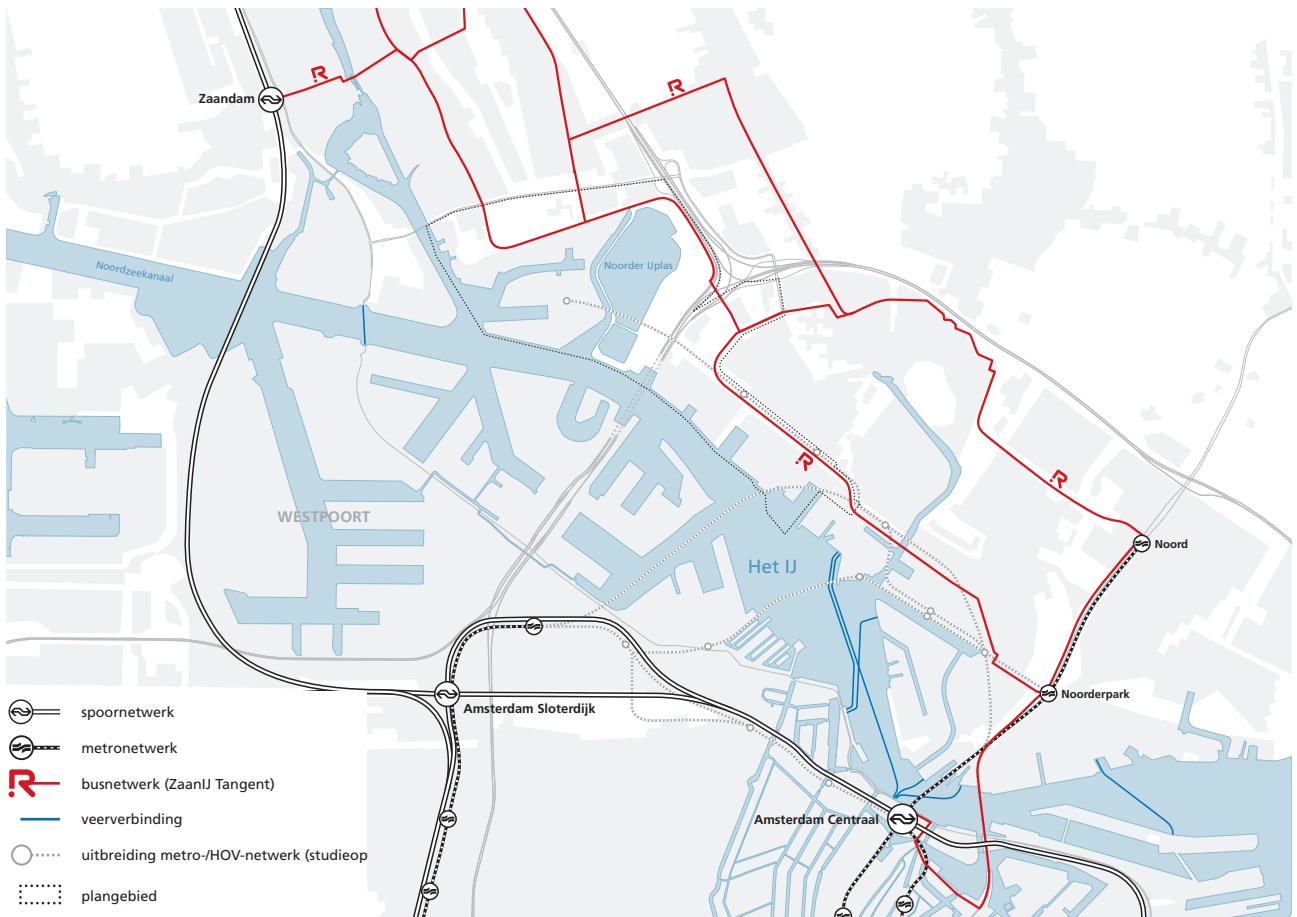 Zaandam
Noordzeekanaal
Noorder IJplas
WESTPOORT
Het IJ
Noord
Noorderpark
Amsterdam Sloterdijk
Amsterdam Centraal
spoornetwerk
metronetwerk
busnetwerk (ZaanIJ Tangent)
veerverbinding
uitbreiding metro-/HOV-netwerk (studieop
plangebied